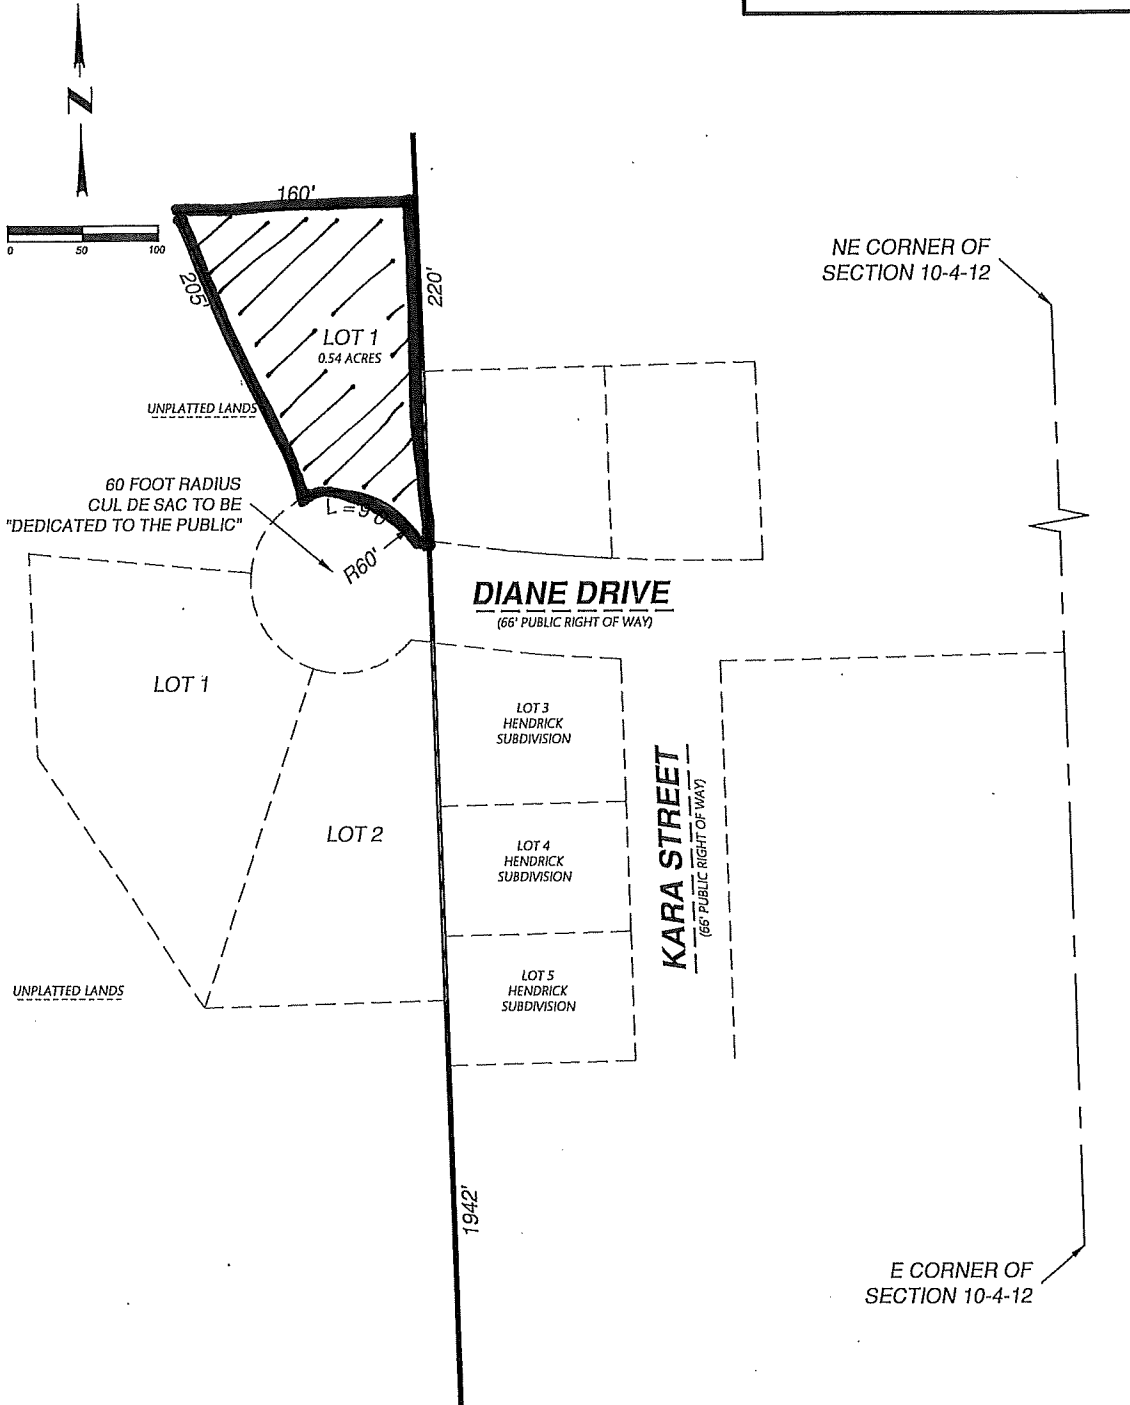 N
0 50 100
160'
205'
220'
LOT 1
0.54 ACRES
UNPLATTED LANDS
NE CORNER OF
SECTION 10-4-12
60 FOOT RADIUS
CUL DE SAC TO BE
"DEDICATED TO THE PUBLIC"
L = 90'
R60'
DIANE DRIVE
(66' PUBLIC RIGHT OF WAY)
LOT 1
LOT 2
LOT 3
HENDRICK
SUBDIVISION
LOT 4
HENDRICK
SUBDIVISION
LOT 5
HENDRICK
SUBDIVISION
KARA STREET
(66' PUBLIC RIGHT OF WAY)
UNPLATTED LANDS
1942'
E CORNER OF
SECTION 10-4-12